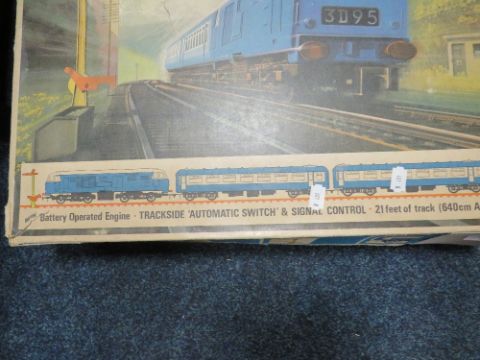 3D95
Battery Operated Engine · TRACKSIDE 'AUTOMATIC SWITCH' & SIGNAL CONTROL · 21 feet of track (640cm A